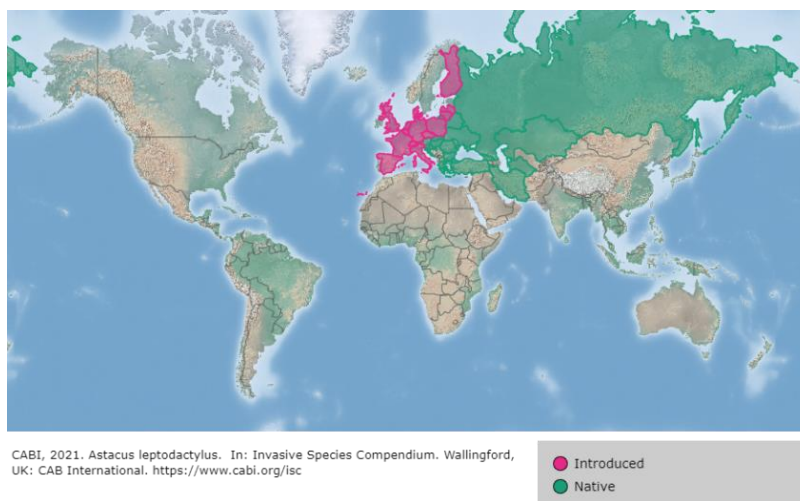 CABI, 2021. Astacus leptodactylus. In: Invasive Species Compendium. Wallingford,
UK: CAB International. https://www.cabi.org/isc
Introduced
Native